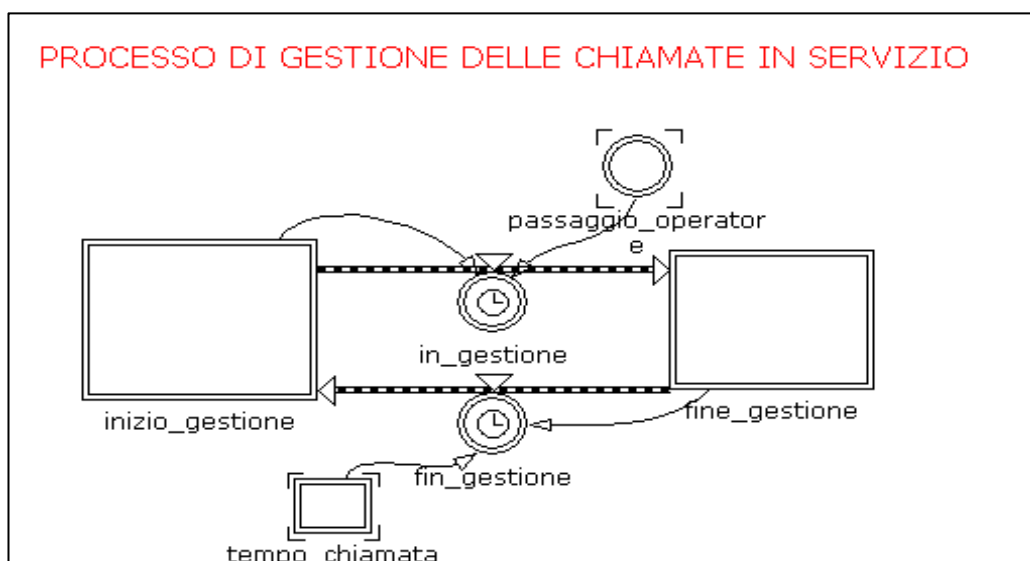 PROCESSO DI GESTIONE DELLE CHIAMATE IN SERVIZIO
passaggio_operator
e
in_gestione
inizio_gestione
fine_gestione
fin_gestione
tempo_chiamata